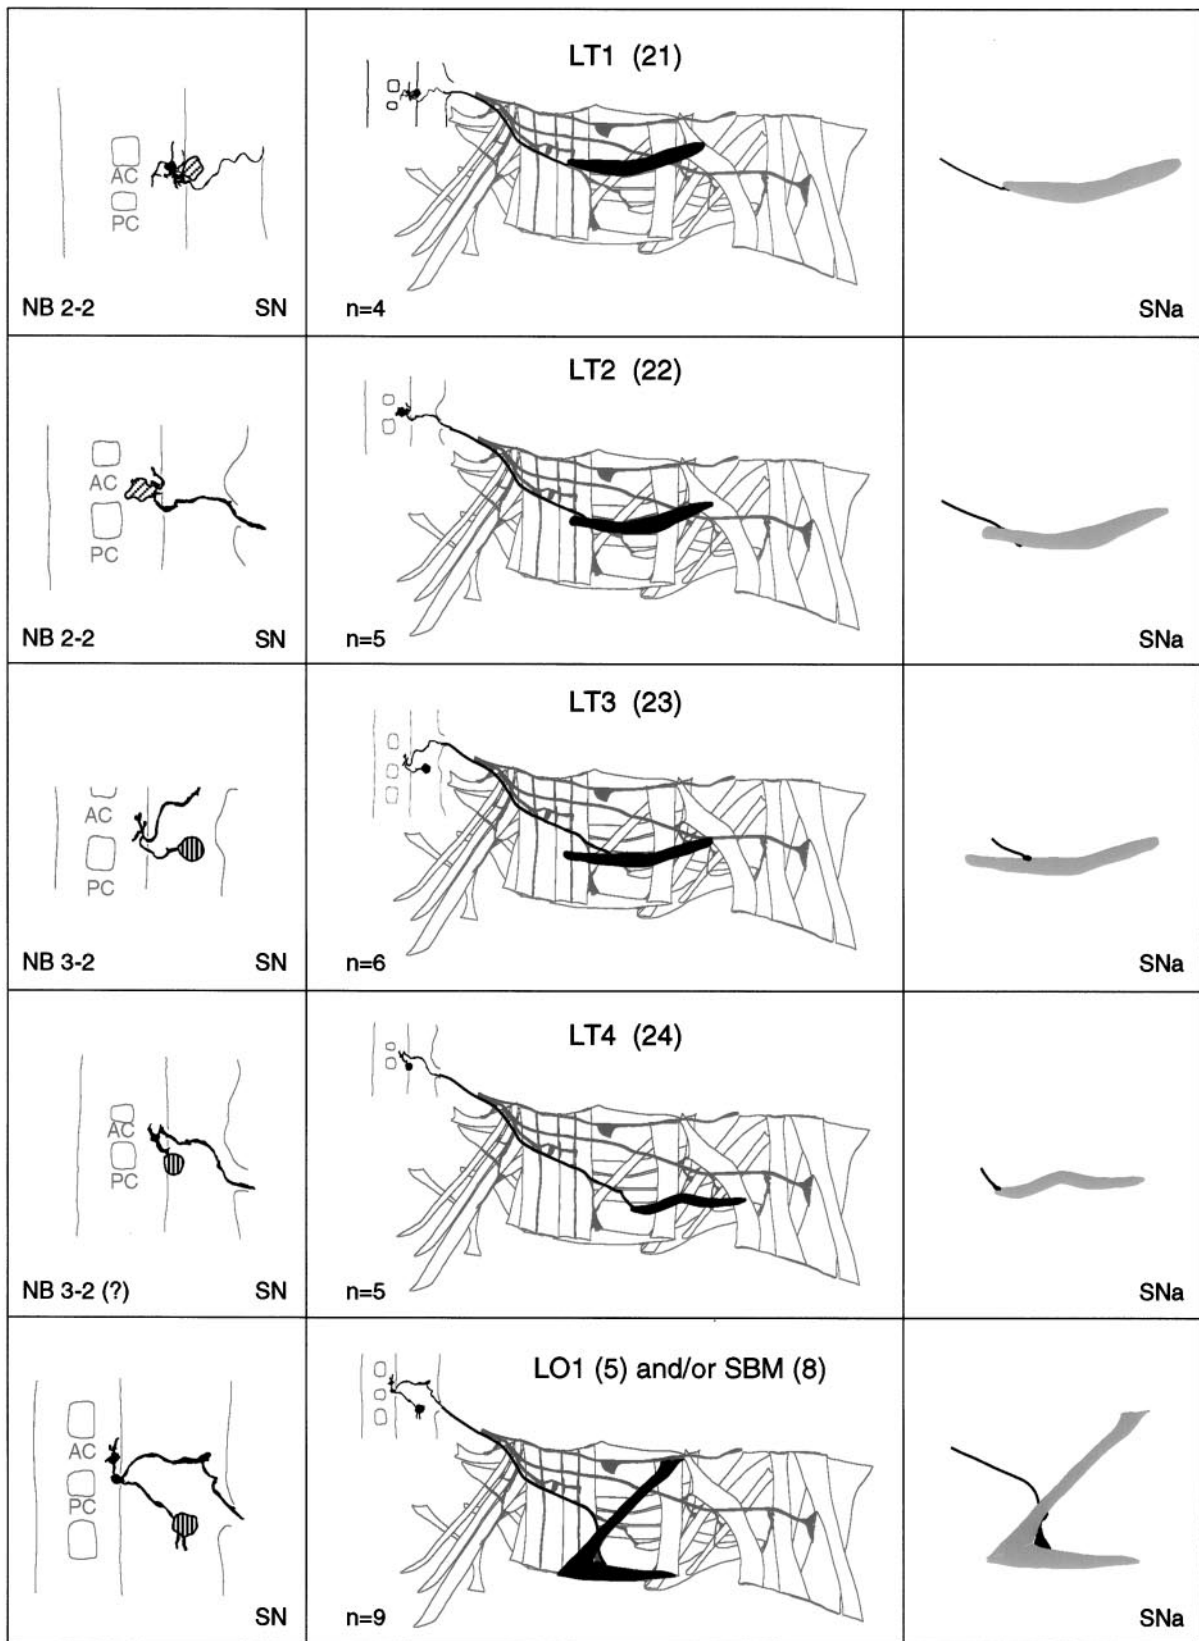 LT1 (21)
AC
PC
NB 2-2
SN
n=4
SNa
LT2 (22)
AC
PC
NB 2-2
SN
n=5
SNa
LT3 (23)
AC
PC
NB 3-2
SN
n=6
SNa
LT4 (24)
AC
PC
NB 3-2 (?)
SN
n=5
SNa
LO1 (5) and/or SBM (8)
AC
PC
SN
n=9
SNa